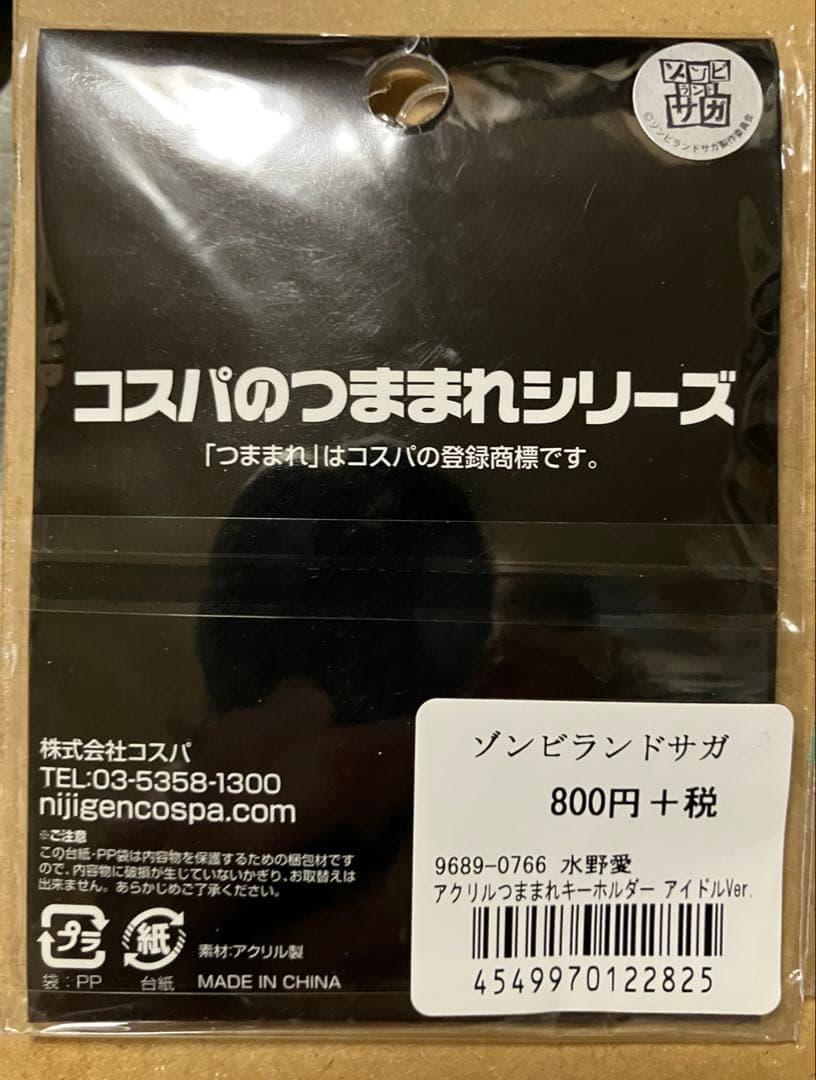 ゾンビ
ランド
サガ
©ゾンビランドサガ製作委員会
コスパのつままれシリーズ
「つままれ」はコスパの登録商標です。
株式会社コスパ
TEL:03-5358-1300
nijigencospa.com
※ご注意
この台紙・PP袋は内容物を保護するための梱包材です
ので、内容物に破損が生じていないかぎり、お取替えは
出来ません。あらかじめご了承ください。
プラ
紙
素材:アクリル製
袋:PP 台紙 MADE IN CHINA
ゾンビランドサガ
800円+税
9689-0766 水野愛
アクリルつままれキーホルダー アイドルVer.
4549970122825